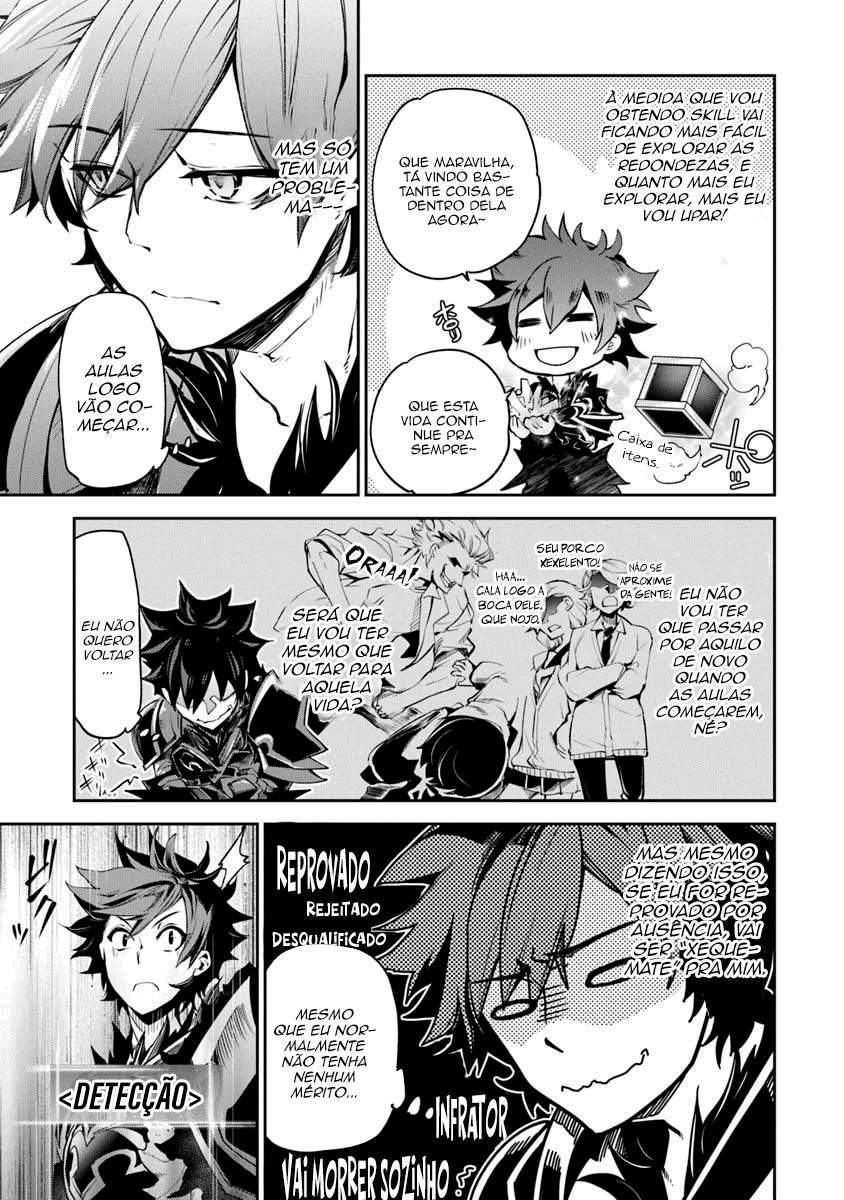 À MEDIDA QUE VOU
OBTENDO SKILL VAI
FICANDO MAIS FÁCIL
DE EXPLORAR AS
REDONDEZAS, E
QUANTO MAIS EU
EXPLORAR, MAIS EU
VOU UPAR!
QUE MARAVILHA,
TÁ VINDO BAS-
TANTE COISA DE
DENTRO DELA
AGORA~
ホロリ
Caixa de
itens.
QUE ESTA
VIDA CONTI-
NUE PRA
SEMPRE~
MAS SÓ
TEM UM
PROBLE-
MA---
AS
AULAS
LOGO
VÃO CO-
MEÇAR...
EU NÃO
VOU TER
QUE PASSAR
POR AQUILO
DE NOVO
QUANDO
AS AULAS
COMEÇAREM,
NÉ?
NÃO SE
APROXIME
DA GENTE!
SEU PORCO
XEXELENTO!
HAA...
CALA LOGO A
BOCA DELE,
QUE NOJO.
ORAAA!
SERÁ QUE
EU VOU TER
MESMO QUE
VOLTAR PARA
AQUELA
VIDA?
EU NÃO
QUERO
VOLTAR
...
MAS MESMO
DIZENDO ISSO,
SE EU FOR RE-
PROVADO POR
AUSÊNCIA, VAI
SER "XEQUE-
MATE" PRA MIM.
REPROVADO
REJEITADO
DESQUALIFICADO
MESMO
QUE EU NOR-
MALMENTE
NÃO TENHA
NENHUM
MÉRITO...
INFRATOR
VAI MORRER SOZINHO?
<DETECÇÃO>